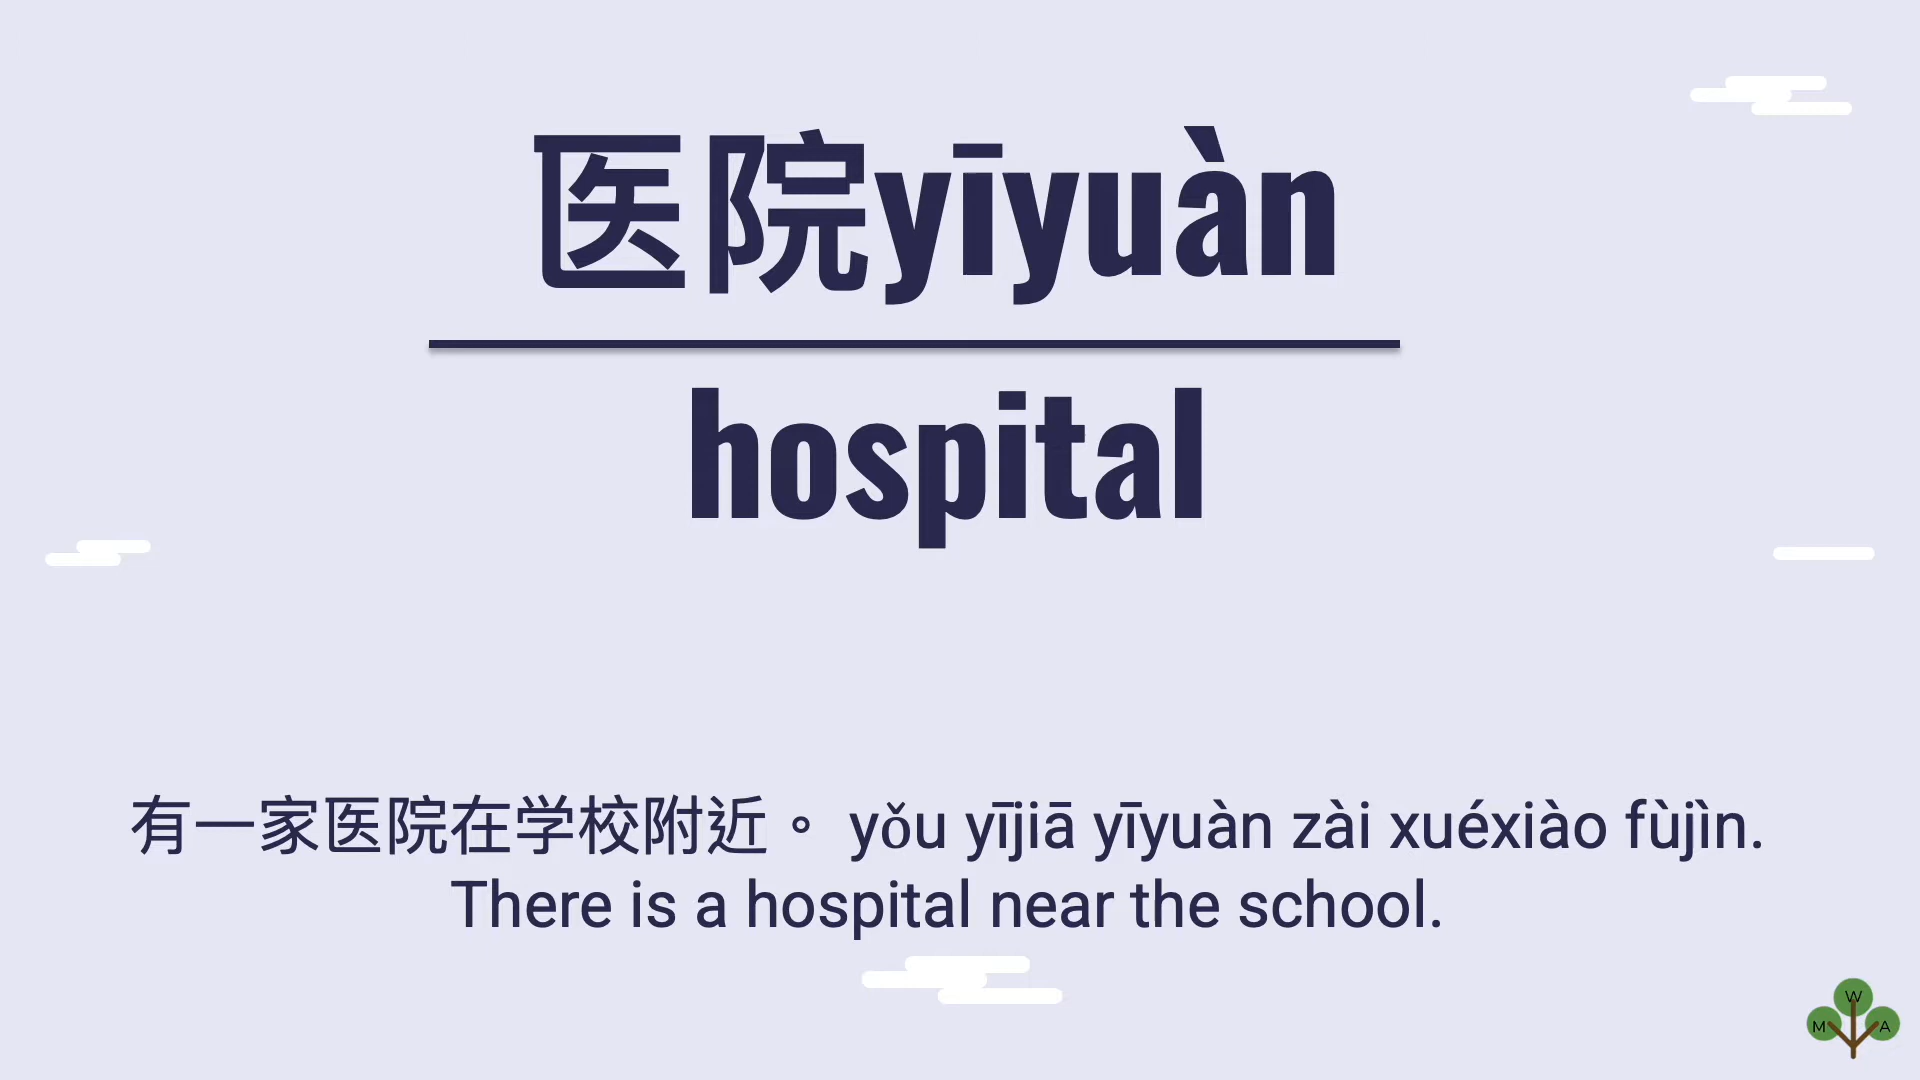 医院yīyuàn
hospital
有一家医院在学校附近。 yǒu yījiā yīyuàn zài xuéxiào fùjìn.
There is a hospital near the school.
W
M A